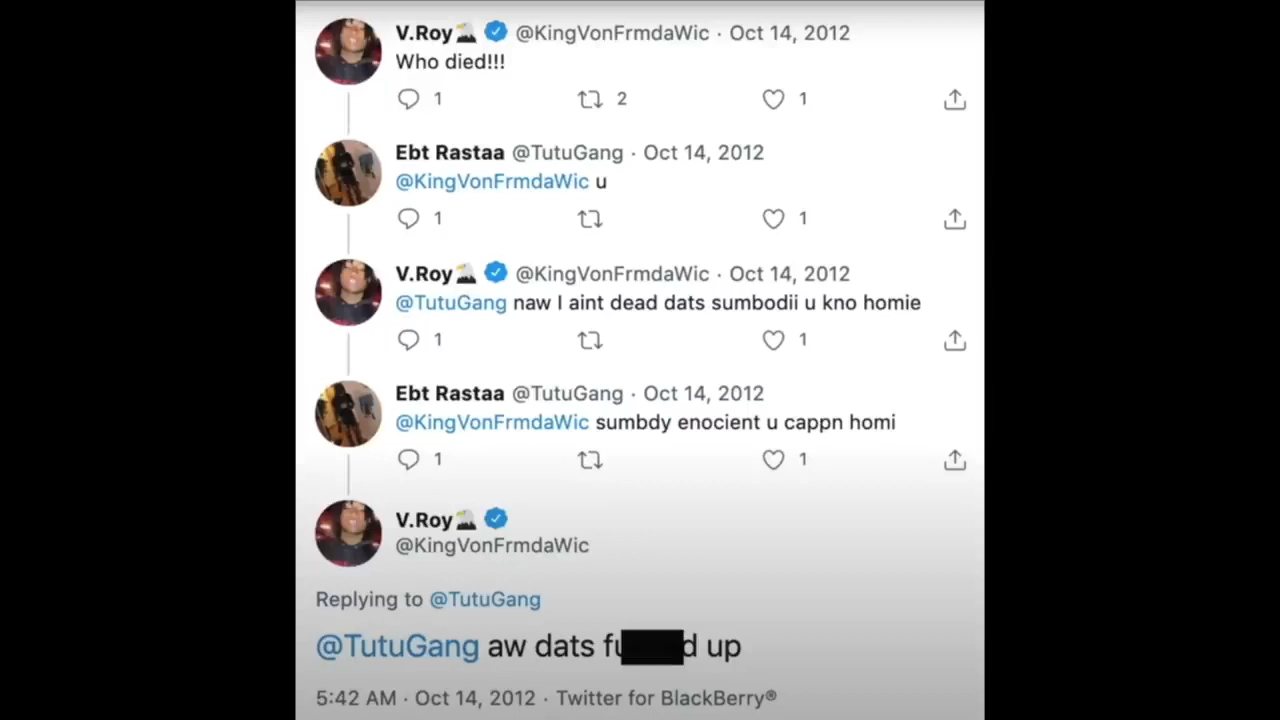 V.Roy🦅 @KingVonFrmdaWic · Oct 14, 2012
Who died!!!
1 2 1
Ebt Rastaa @TutuGang · Oct 14, 2012
@KingVonFrmdaWic u
1 1
V.Roy🦅 @KingVonFrmdaWic · Oct 14, 2012
@TutuGang naw I aint dead dats sumbodii u kno homie
1 1
Ebt Rastaa @TutuGang · Oct 14, 2012
@KingVonFrmdaWic sumbdy enocient u cappn homi
1 1
V.Roy🦅
@KingVonFrmdaWic
Replying to @TutuGang
@TutuGang aw dats up
5:42 AM · Oct 14, 2012 · Twitter for BlackBerry®